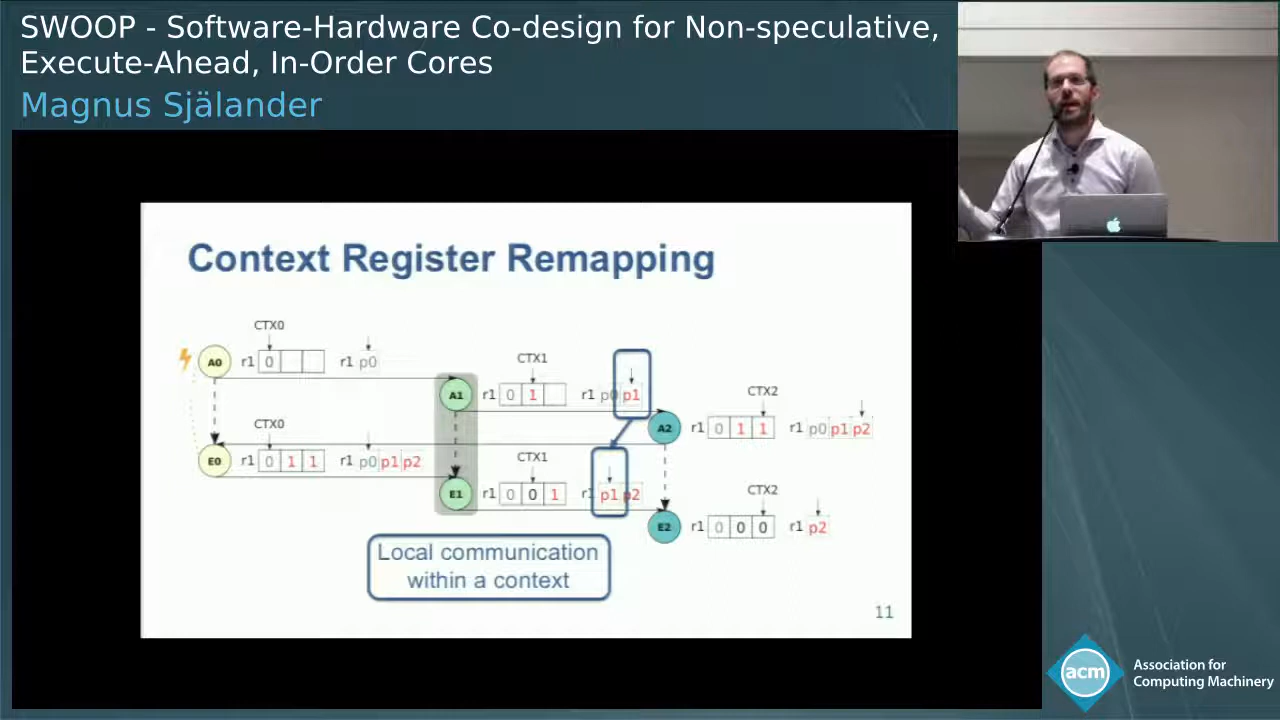 SWOOP - Software-Hardware Co-design for Non-speculative,
Execute-Ahead, In-Order Cores
Magnus Själander
Context Register Remapping
CTX0
A0 r1 0 r1 p0
CTX1
A1 r1 0 1 r1 p0 p1
CTX2
A2 r1 0 1 1 r1 p0 p1 p2
CTX0
E0 r1 0 1 1 r1 p0 p1 p2
CTX1
E1 r1 0 0 1 r1 p1 p2
CTX2
E2 r1 0 0 0 r1 p2
Local communication
within a context
11
acm
Association for
Computing Machinery